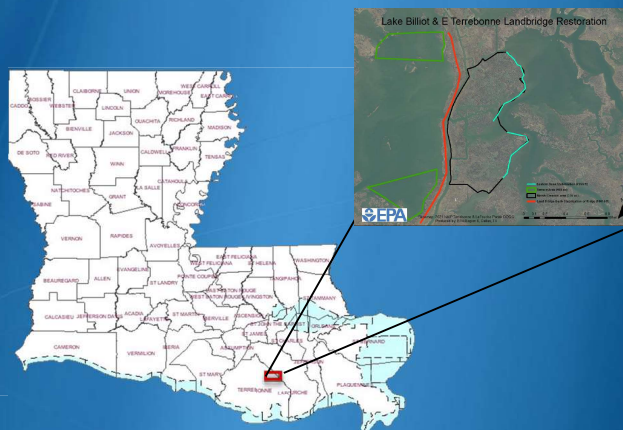 Lake Billiot & E Terrebonne Landbridge Restoration
EPA
WEST CARROLL
CLAIBORNE
UNION
MOREHOUSE
CADDO
WEBSTER
LINCOLN
OUACHITA
RICHLAND
MADISON
BIENVILLE
JACKSON
DE SOTO
RED RIVER
CALDWELL
FRANKLIN
TENSAS
WINN
NATCHITOCHES
LA SALLE
CATAHOULA
SABINE
GRANT
VERNON
RAPIDES
AVOYELLES
EAST FELICIANA
WEST FELICIANA
ST HELENA
WASHINGTON
EVANGELINE
POINTE COUPEE
TANGIPAHOA
BEAUREGARD
ALLEN
ST LANDRY
EAST BATON ROUGE
WEST BATON ROUGE
LIVINGSTON
ST TAMMANY
CALCASIEU
JEFFERSON DAVIS
ACADIA
LAFAYETTE
ST MARTIN
IBERVILLE
ASCENSION
ST JOHN THE BAPTIST
ORLEANS
ST JAMES
ST CHARLES
ST BERNARD
CAMERON
VERMILION
IBERIA
ASSUMPTION
JEFFERSON
ST MARY
TERREBONNE
LAFOURCHE
PLAQUEMINES